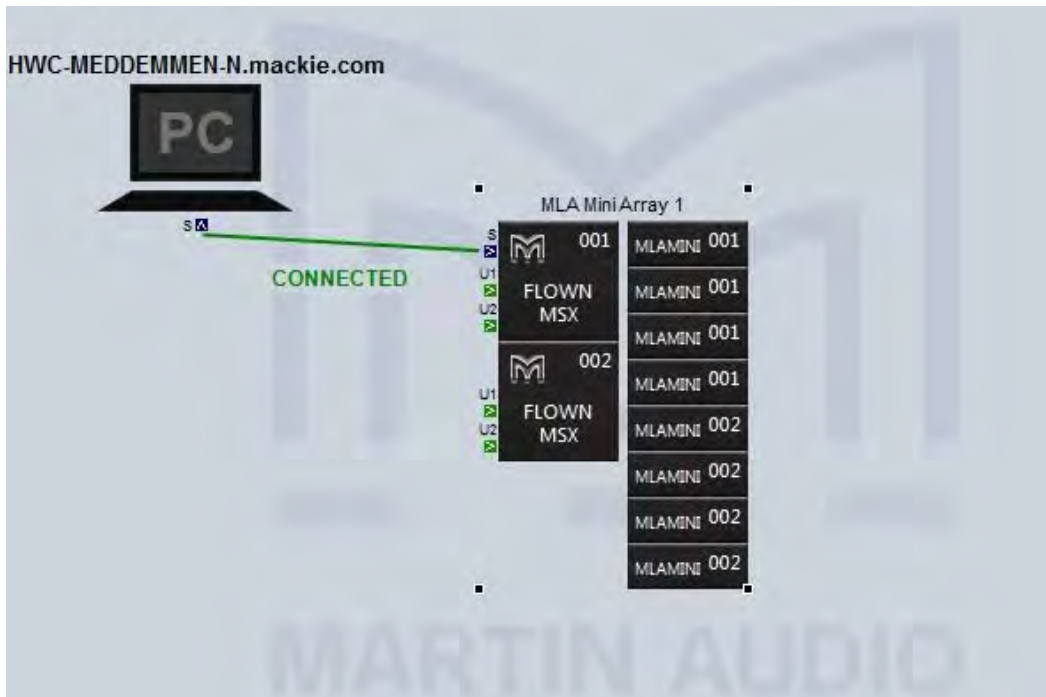 HWC-MEDDEMMEN-N.mackie.com
PC
S
CONNECTED
MLA Mini Array 1
S
001
U1
FLOWN
U2
MSX
002
U1
FLOWN
U2
MSX
MLAMINI 001
MLAMINI 001
MLAMINI 001
MLAMINI 001
MLAMINI 002
MLAMINI 002
MLAMINI 002
MLAMINI 002
MARTIN AUDIO